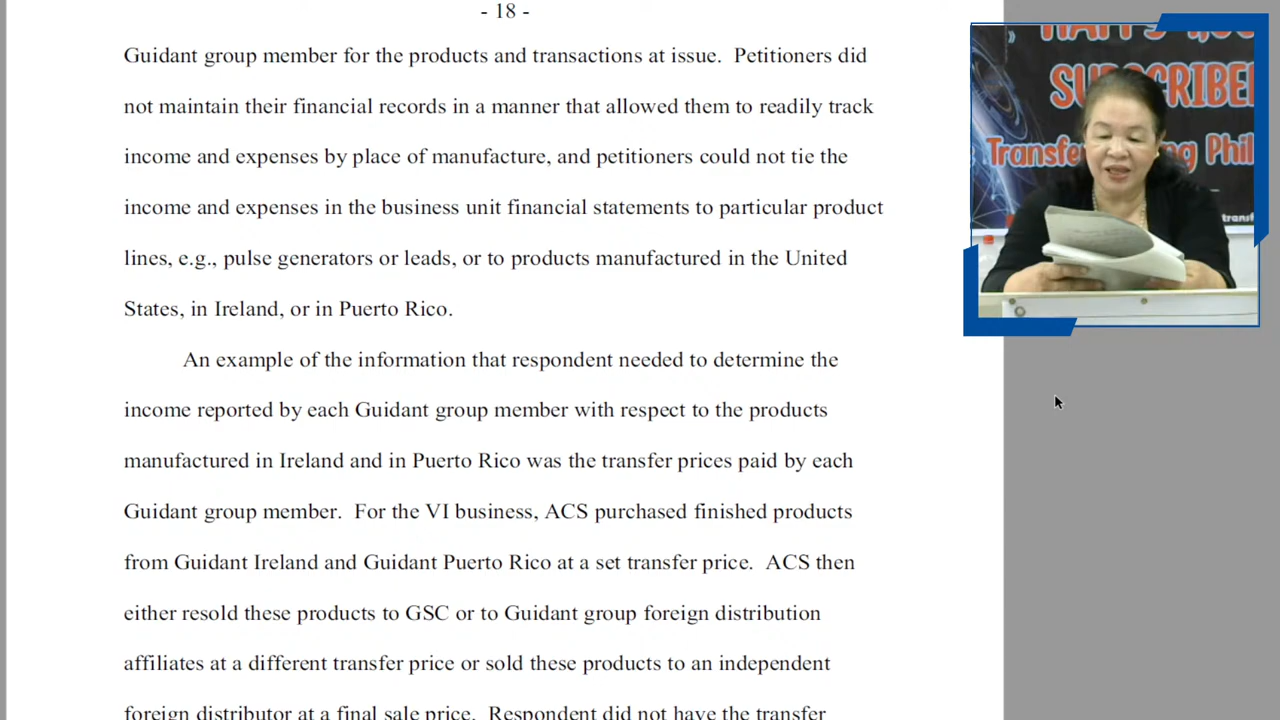 - 18 -
Guidant group member for the products and transactions at issue.  Petitioners did
not maintain their financial records in a manner that allowed them to readily track
income and expenses by place of manufacture, and petitioners could not tie the
income and expenses in the business unit financial statements to particular product
lines, e.g., pulse generators or leads, or to products manufactured in the United
States, in Ireland, or in Puerto Rico.
An example of the information that respondent needed to determine the
income reported by each Guidant group member with respect to the products
manufactured in Ireland and in Puerto Rico was the transfer prices paid by each
Guidant group member.  For the VI business, ACS purchased finished products
from Guidant Ireland and Guidant Puerto Rico at a set transfer price.  ACS then
either resold these products to GSC or to Guidant group foreign distribution
affiliates at a different transfer price or sold these products to an independent
foreign distributor at a final sale price.  Respondent did not have the transfer